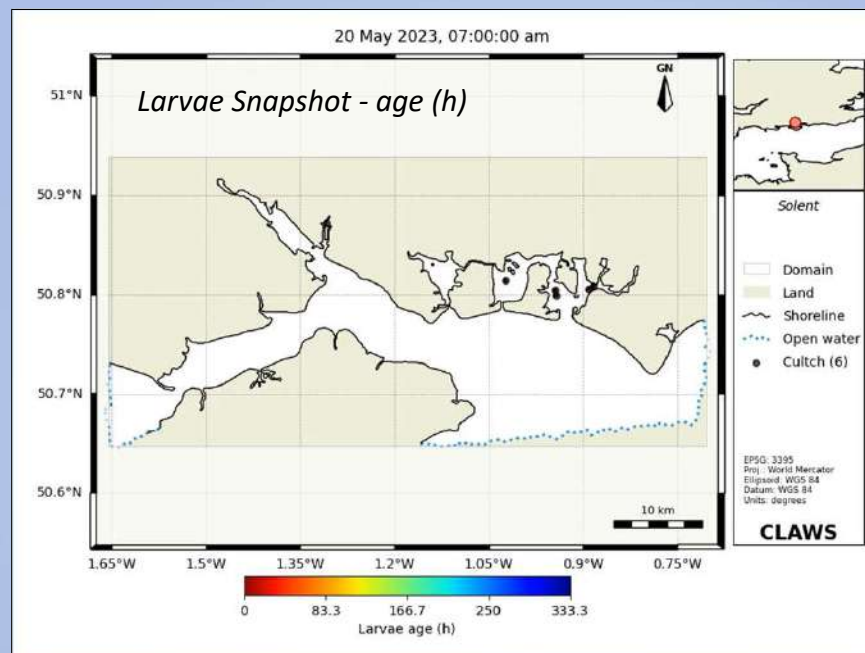 20 May 2023, 07:00:00 am
Larvae Snapshot - age (h)
GN
51°N
50.9°N
50.8°N
50.7°N
50.6°N
10 km
1.65°W 1.5°W 1.35°W 1.2°W 1.05°W 0.9°W 0.75°W
0 83.3 166.7 250 333.3
Larvae age (h)
Solent
Domain
Land
Shoreline
Open water
Cultch (6)
EPSG: 3395
Proj.: World Mercator
Ellipsoid: WGS 84
Datum: WGS 84
Units: degrees
CLAWS